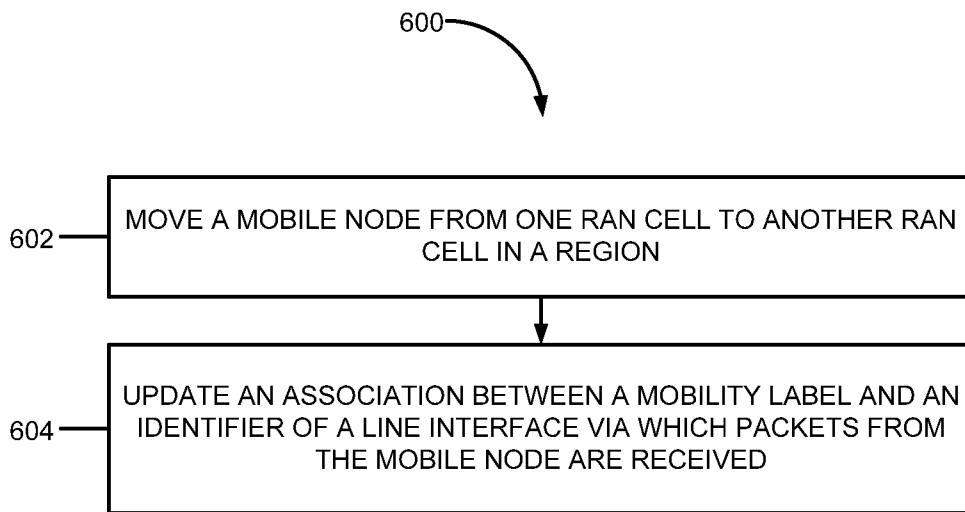 600
602
MOVE A MOBILE NODE FROM ONE RAN CELL TO ANOTHER RAN
CELL IN A REGION
604
UPDATE AN ASSOCIATION BETWEEN A MOBILITY LABEL AND AN
IDENTIFIER OF A LINE INTERFACE VIA WHICH PACKETS FROM
THE MOBILE NODE ARE RECEIVED